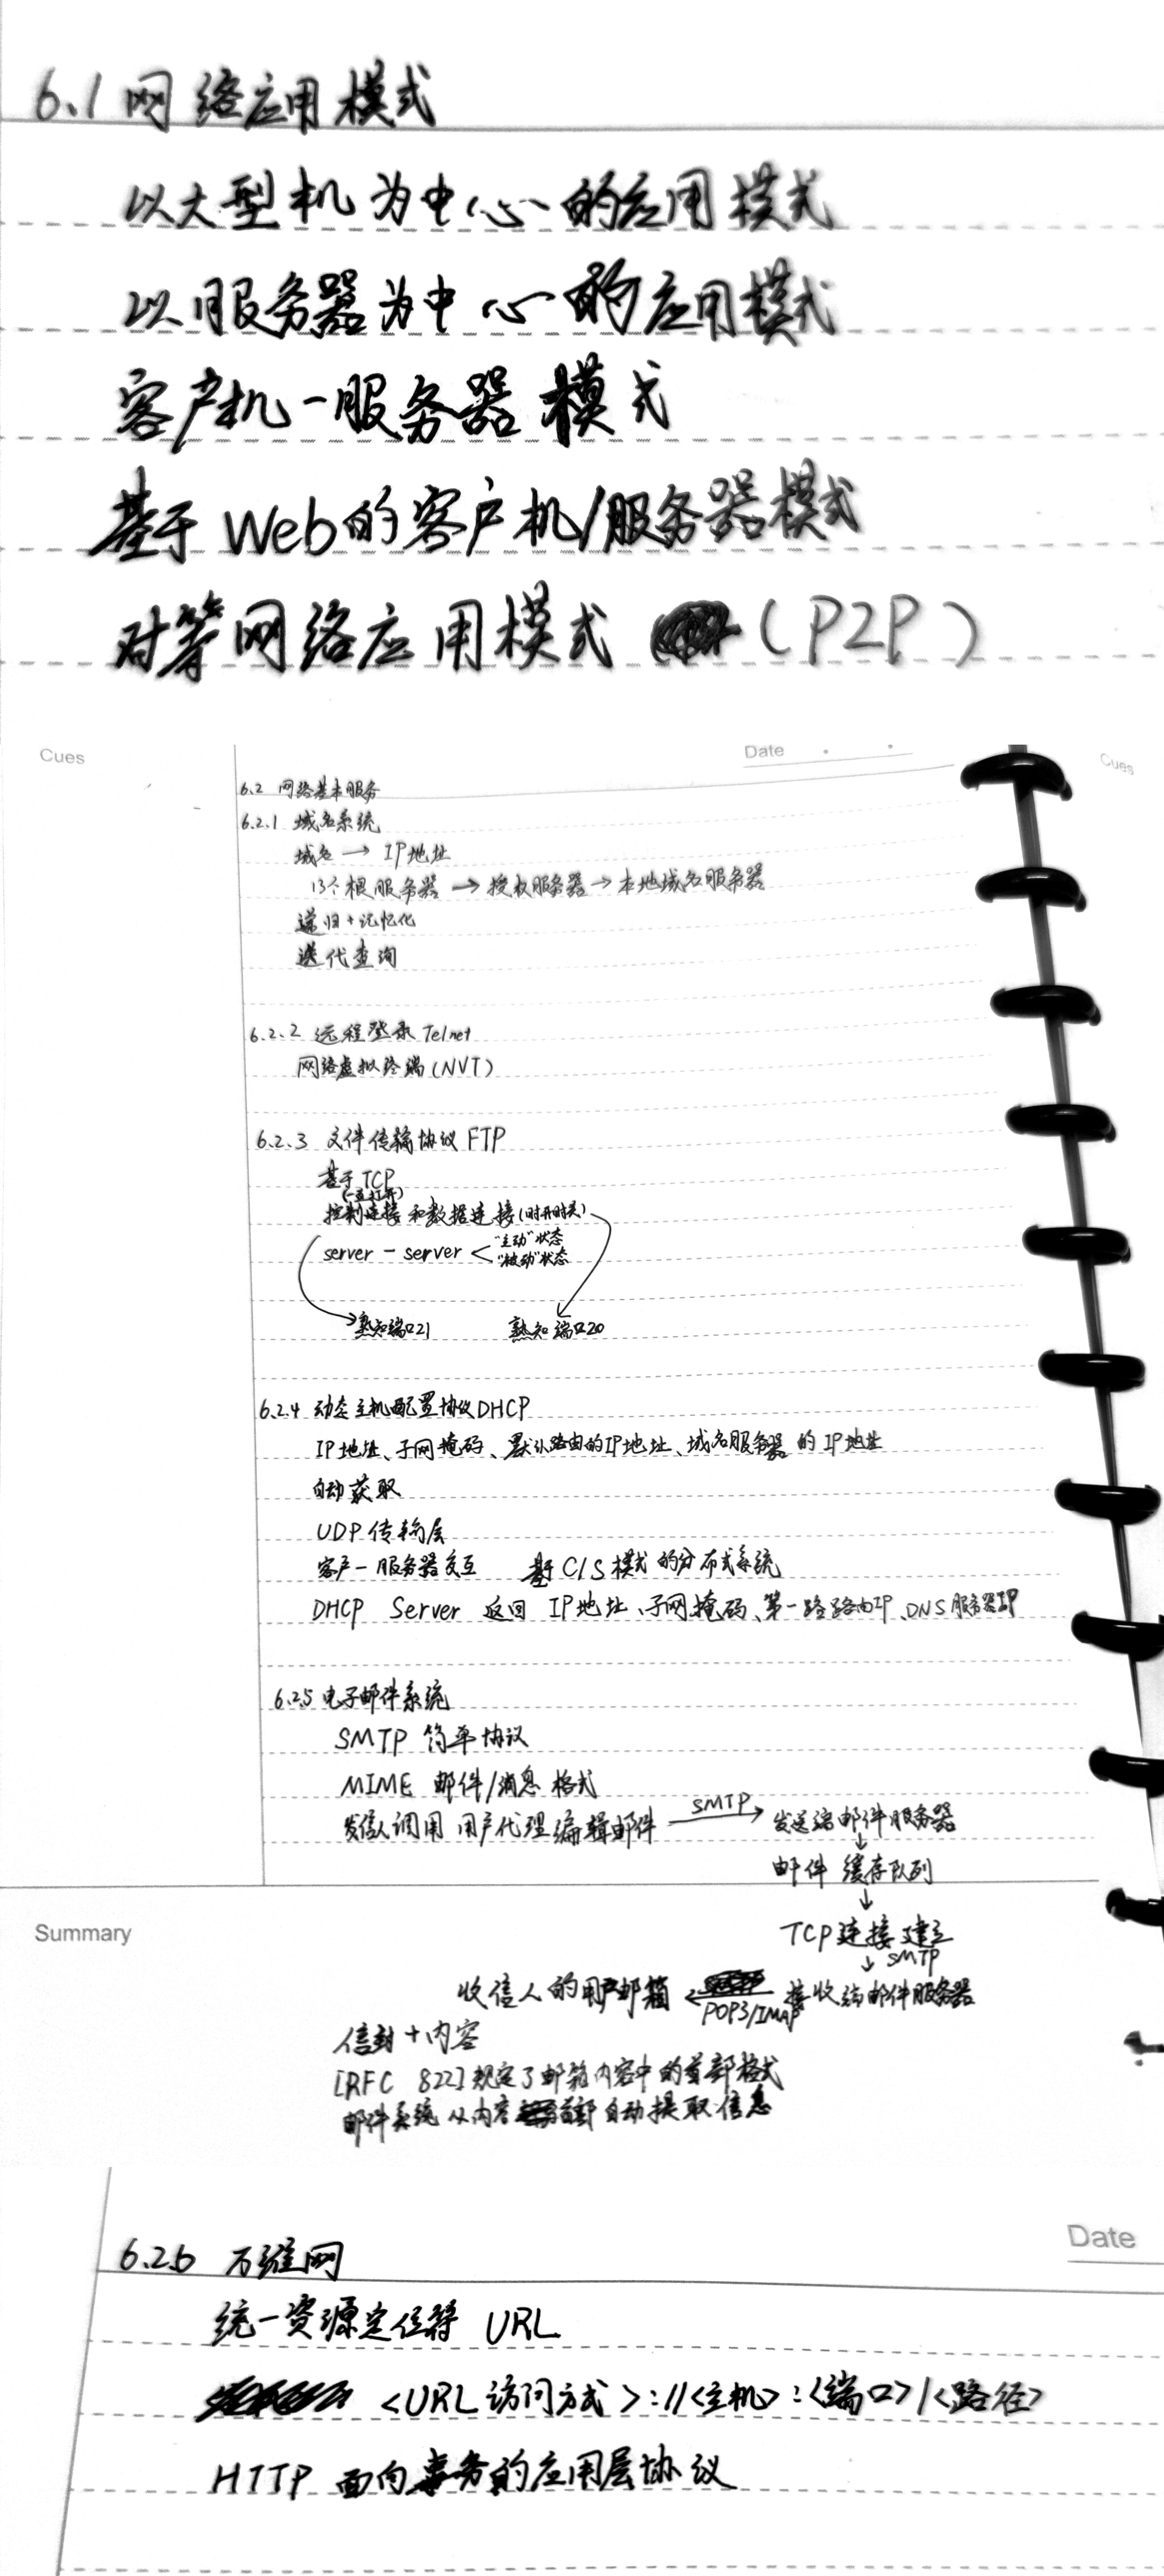 6.1 网络应用模式
以大型机为中心的应用模式
以服务器为中心的应用模式
客户机-服务器模式
基于Web的客户机/服务器模式
对等网络应用模式 (P2P)
Cues
Date
Cues
6.2 网络基本服务
6.2.1 域名系统
域名 → IP地址
13个根服务器 → 授权服务器 → 本地域名服务器
递归+记忆化
迭代查询
6.2.2 远程登录 Telnet
网络虚拟终端(NVT)
6.2.3 文件传输协议 FTP
基于TCP
(一直打开)
控制连接和数据连接(时开时关)
server - server < "主动"状态
"被动"状态
熟知端口21 熟知端口20
6.2.4 动态主机配置协议DHCP
IP地址、子网掩码、默认路由的IP地址、域名服务器的IP地址
自动获取
UDP传输层
客户-服务器交互 基于C/S模式的分布式系统
DHCP Server 返回 IP地址、子网掩码、第一跳路由IP、DNS服务器IP
6.2.5 电子邮件系统
SMTP 简单协议
MIME 邮件/消息格式
发信人调用用户代理编辑邮件 SMTP→ 发送端邮件服务器
↓
邮件缓存队列
↓
Summary
TCP连接建立
↓ SMTP
收信人的用户邮箱 ← POP3/IMAP 接收端邮件服务器
信封+内容
[RFC 822]规定了邮箱内容中的首部格式
邮件系统从内容首部自动提取信息
Date
6.2.6 万维网
统一资源定位符 URL
<URL访问方式>://<主机>:<端口>/<路径>
HTTP 面向事务的应用层协议